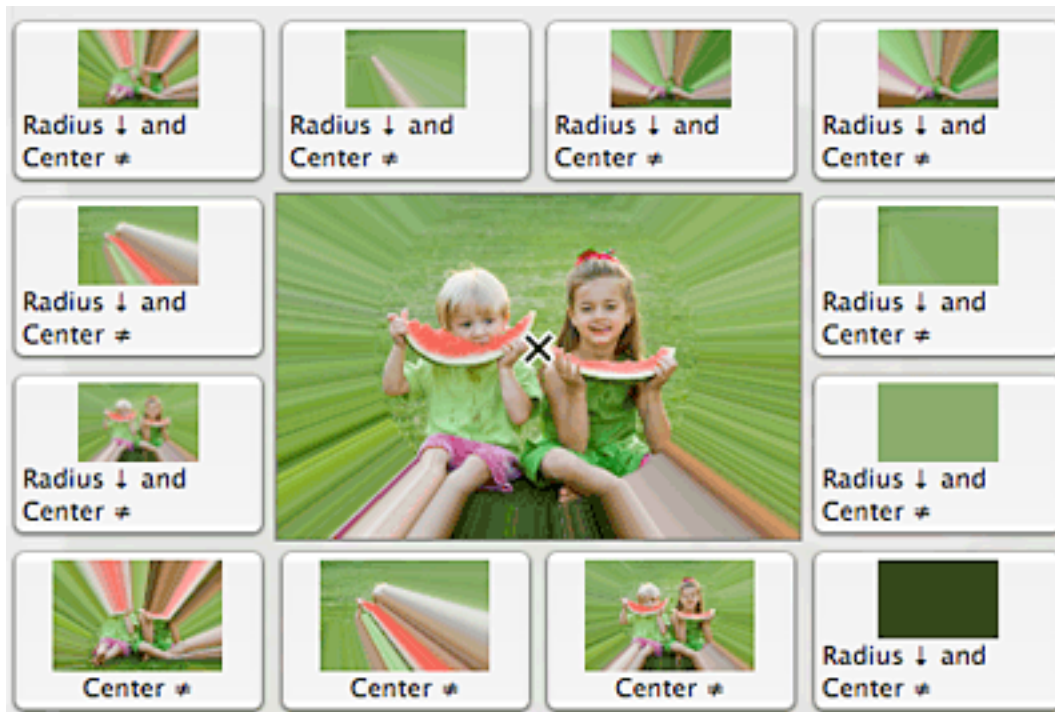 Radius ↓ and
Center ≠
Radius ↓ and
Center ≠
Radius ↓ and
Center ≠
Radius ↓ and
Center ≠
Radius ↓ and
Center ≠
Radius ↓ and
Center ≠
Radius ↓ and
Center ≠
Radius ↓ and
Center ≠
Center ≠
Center ≠
Center ≠
Radius ↓ and
Center ≠